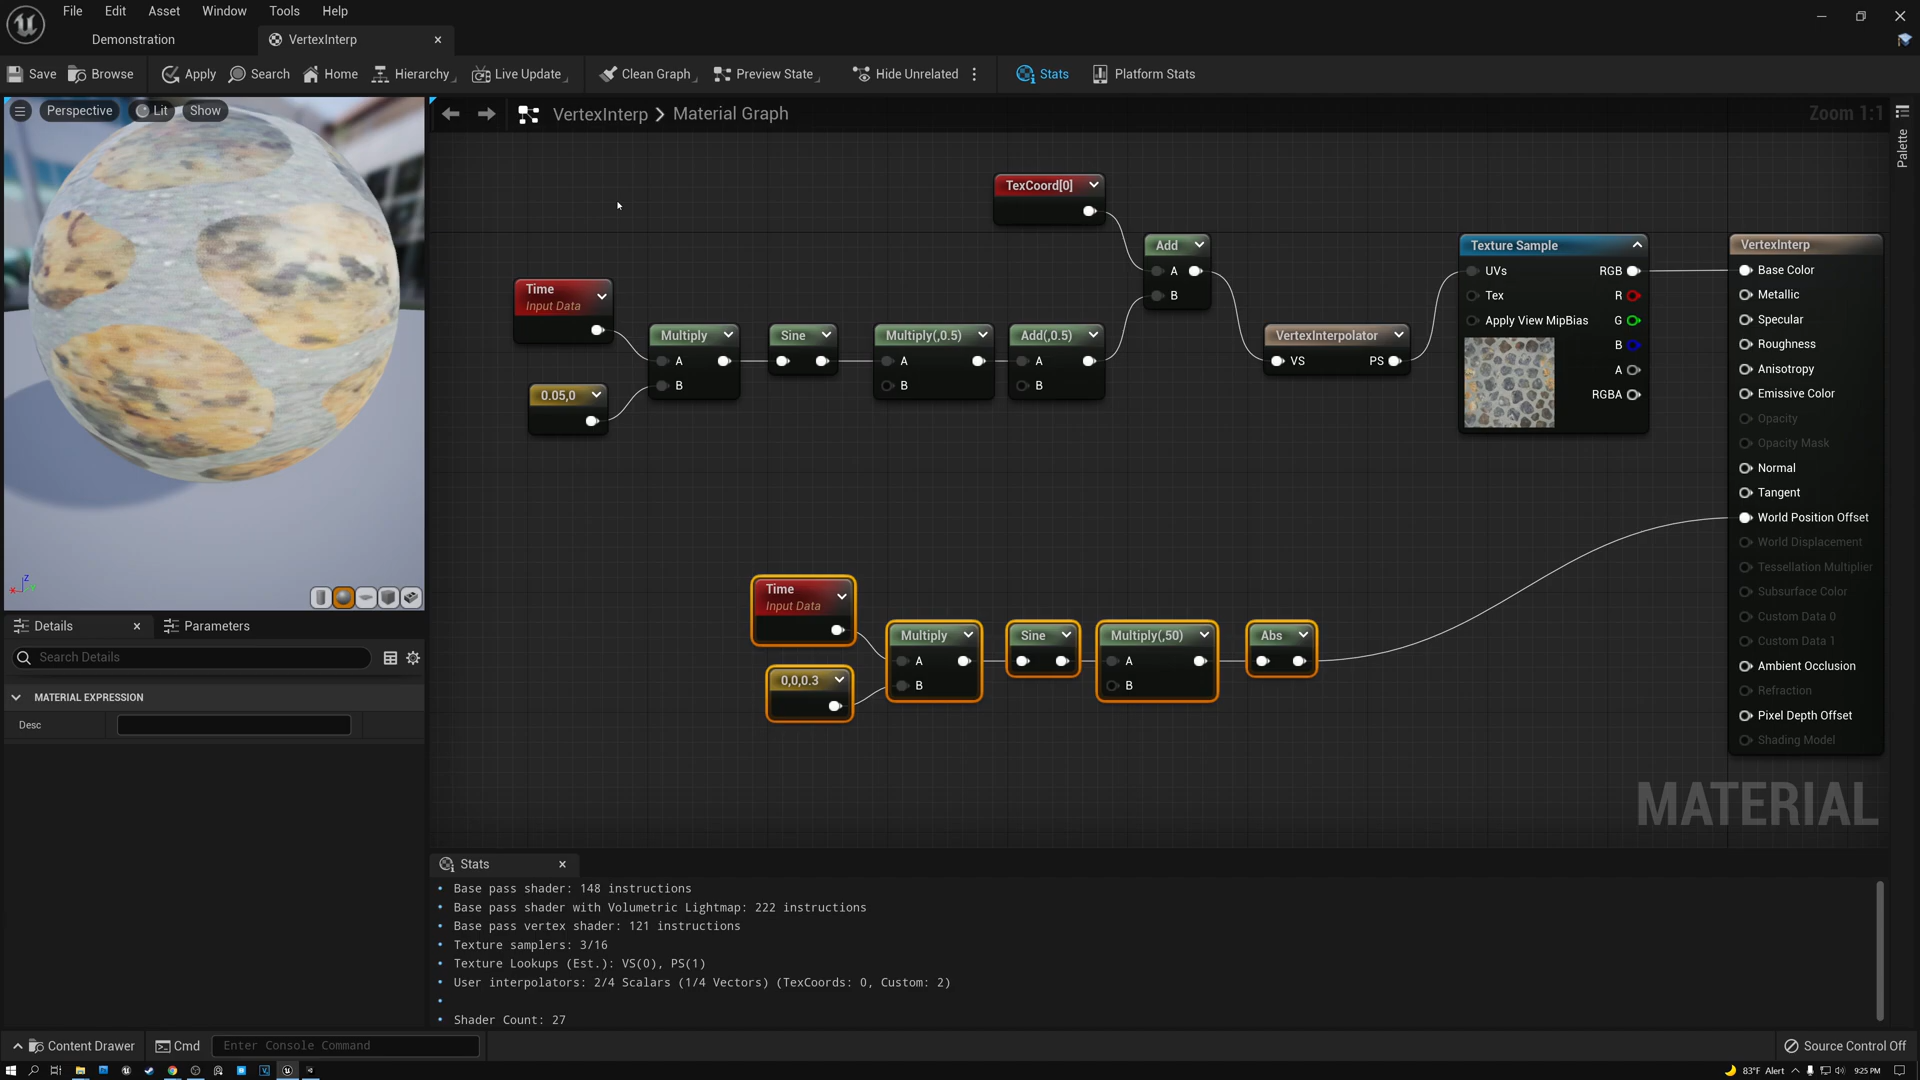 File Edit Asset Window Tools Help
Demonstration VertexInterp
Save Browse Apply Search Home Hierarchy Live Update Clean Graph Preview State Hide Unrelated Stats Platform Stats
Perspective Lit Show
VertexInterp > Material Graph Zoom 1:1
Palette
TexCoord[0]
Time
Input Data
0.05,0
Multiply
A
B
Sine
Multiply(,0.5)
A
B
Add(,0.5)
A
B
Add
A
B
VertexInterpolator
VS PS
Texture Sample
UVs RGB
Tex R
Apply View MipBias G
B
A
RGBA
VertexInterp
Base Color
Metallic
Specular
Roughness
Anisotropy
Emissive Color
Opacity
Opacity Mask
Normal
Tangent
World Position Offset
World Displacement
Tessellation Multiplier
Subsurface Color
Custom Data 0
Custom Data 1
Ambient Occlusion
Refraction
Pixel Depth Offset
Shading Model
Time
Input Data
0,0,0.3
Multiply
A
B
Sine
Multiply(,50)
A
B
Abs
MATERIAL
Details Parameters
Search Details
MATERIAL EXPRESSION
Desc
Stats
• Base pass shader: 148 instructions
• Base pass shader with Volumetric Lightmap: 222 instructions
• Base pass vertex shader: 121 instructions
• Texture samplers: 3/16
• Texture Lookups (Est.): VS(0), PS(1)
• User interpolators: 2/4 Scalars (1/4 Vectors) (TexCoords: 0, Custom: 2)
•
• Shader Count: 27
Content Drawer Cmd Enter Console Command Source Control Off
83°F Alert 9:25 PM